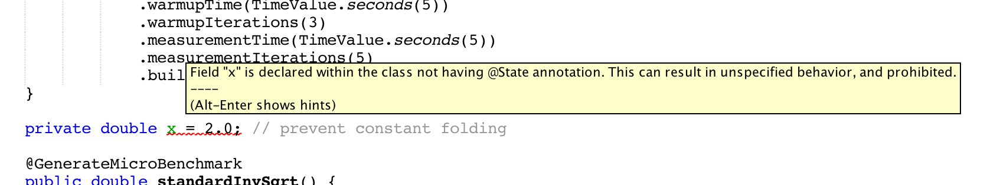 .warmupTime(TimeValue.seconds(5))
.warmupIterations(3)
.measurementTime(TimeValue.seconds(5))
.measurementIterations(5)
.buil
Field "x" is declared within the class not having @State annotation. This can result in unspecified behavior, and prohibited.
----
(Alt-Enter shows hints)
}
private double x = 2.0; // prevent constant folding
@GenerateMicroBenchmark
public double standardInvSqrt() {